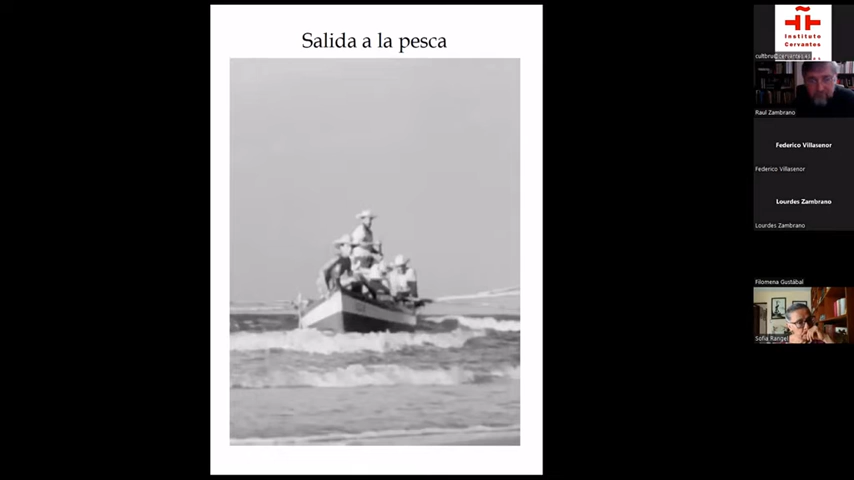 Salida a la pesca
Instituto
Cervantes
Raul Zambrano
Federico Villasenor
Federico Villasenor
Lourdes Zambrano
Lourdes Zambrano
Filomena Gustábal
Sofia Rangel